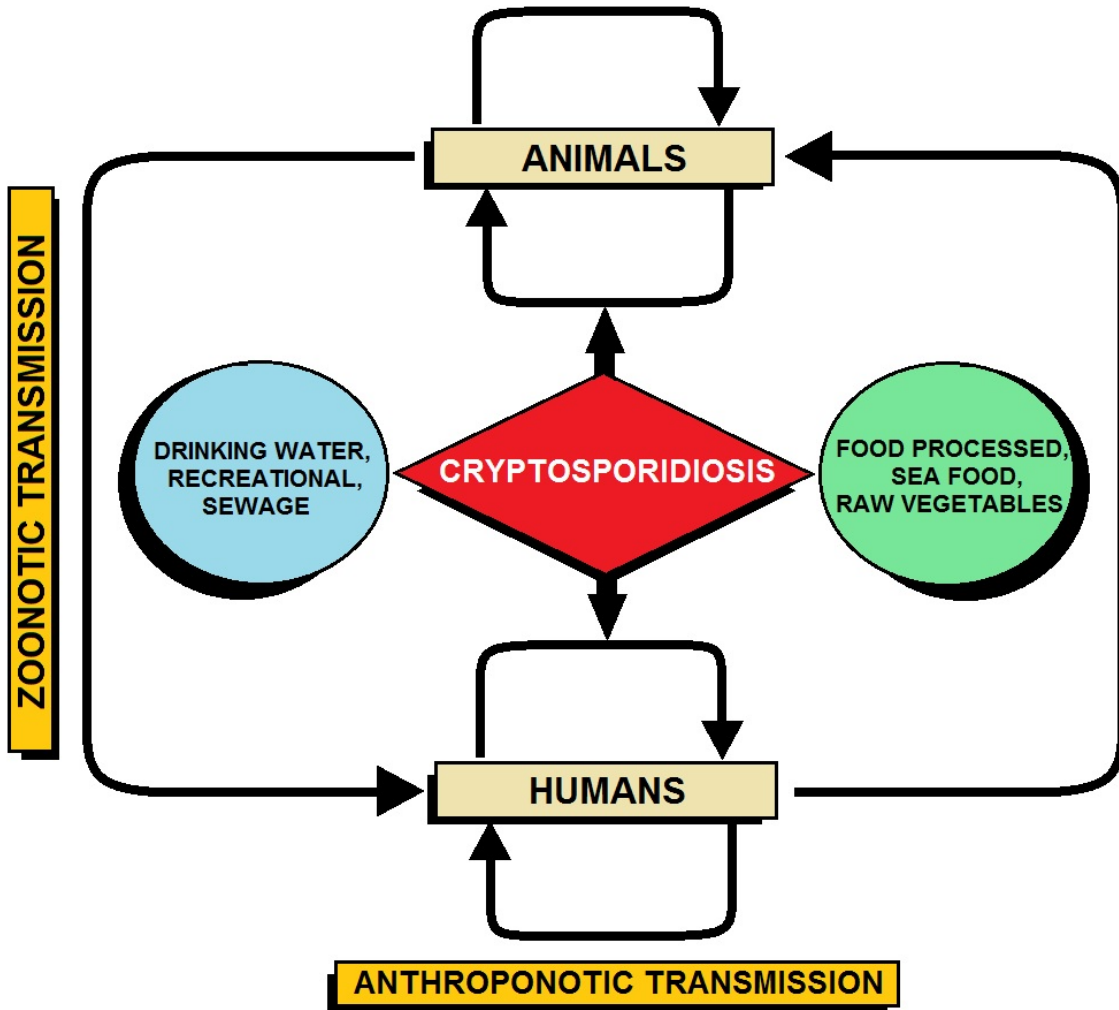 ANIMALS
ZOONOTIC TRANSMISSION
DRINKING WATER,
RECREATIONAL,
SEWAGE
CRYPTOSPORIDIOSIS
FOOD PROCESSED,
SEA FOOD,
RAW VEGETABLES
HUMANS
ANTHROPONOTIC TRANSMISSION